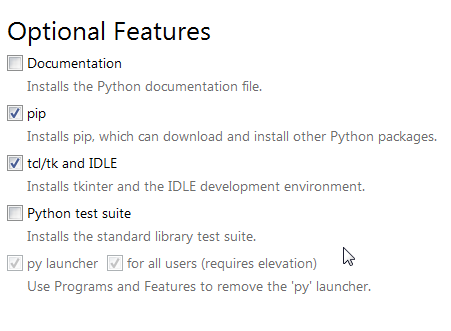 Optional Features
Documentation
Installs the Python documentation file.
pip
Installs pip, which can download and install other Python packages.
tcl/tk and IDLE
Installs tkinter and the IDLE development environment.
Python test suite
Installs the standard library test suite.
py launcher for all users (requires elevation)
Use Programs and Features to remove the 'py' launcher.